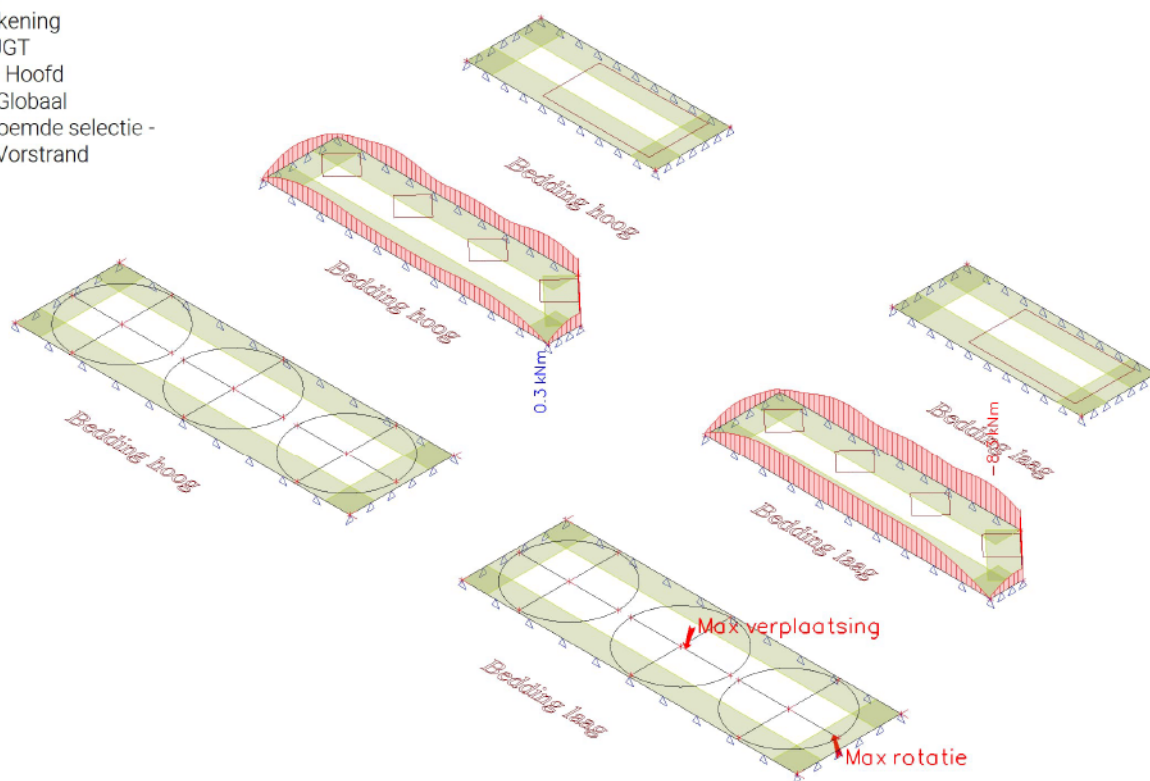 kening
JGT
Hoofd
Globaal
oemde selectie -
Vorstrand
Bedding hoog
Bedding hoog
Bedding hoog
0.3 kNm
Bedding laag
Bedding laag
Max verplaatsing
Bedding laag
Max rotatie